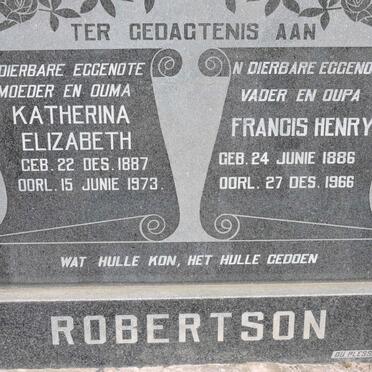 TER GEDAGTENIS AAN
DIERBARE EGGENOTE
MOEDER EN OUMA
KATHERINA
ELIZABETH
GEB. 22 DES. 1887
OORL. 15 JUNIE 1973.
'N DIERBARE EGGENO
VADER EN OUPA
FRANCIS HENRY
GEB. 24 JUNIE 1886
OORL. 27 DES. 1966
WAT HULLE KON, HET HULLE GEDOEN
ROBERTSON
DU PLESS